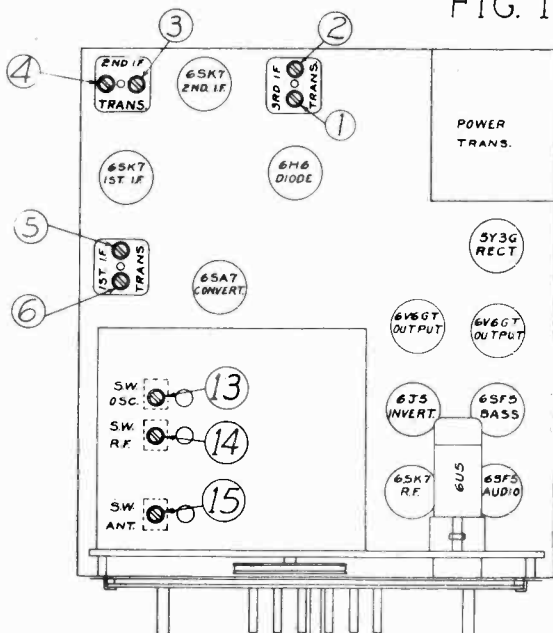 FIG. 1
3
2
4
2ND I.F
TRANS.
6SK7
2ND. I.F.
3RD I.F
TRANS.
1
POWER
TRANS.
6SK7
1ST. I.F
6H6
DIODE
5
1ST. I.F
TRANS
6
6SA7
CONVERT.
5Y3G
RECT
6V6GT
OUTPUT
6V6GT
OUTPUT
S.W.
OSC.
13
S.W.
R.F.
14
S.W.
ANT.
15
6J5
INVERT.
6SF5
BASS
6U5
6SK7
R.F.
6SF5
AUDIO